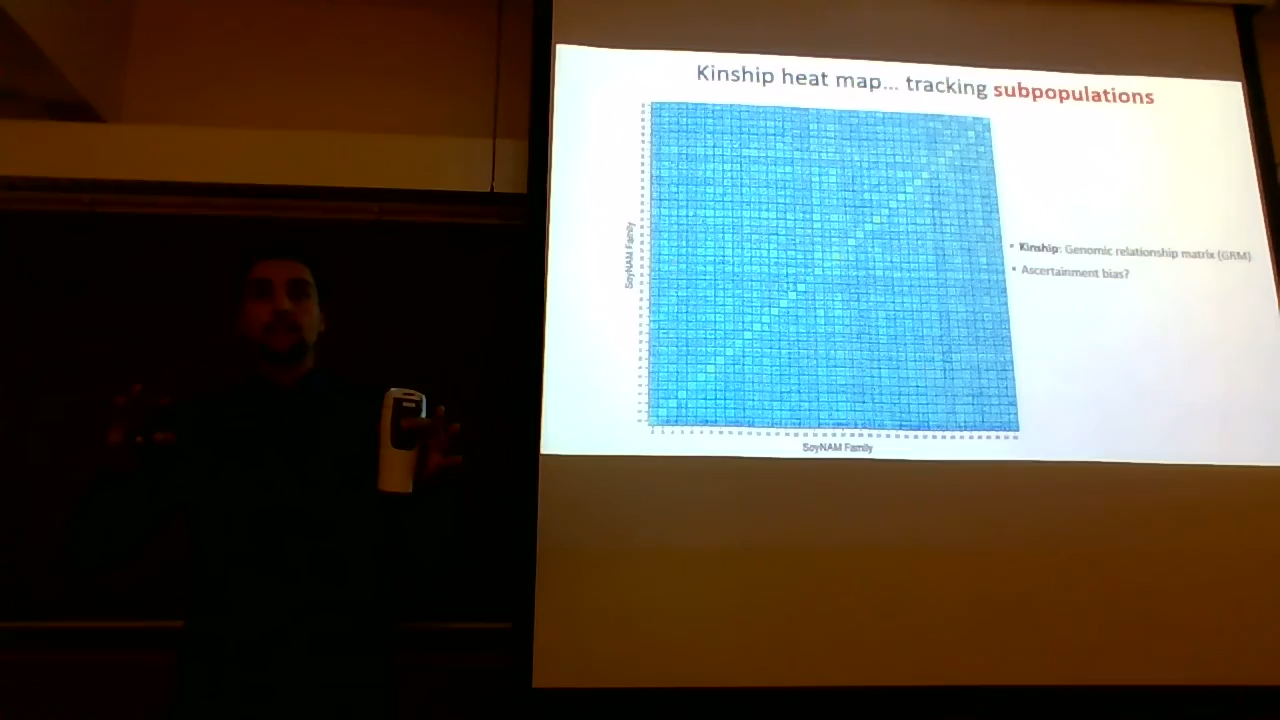 Kinship heat map... tracking subpopulations
SoyNAM Family
• Kinship: Genomic relationship matrix (GRM)
• Ascertainment bias?
SoyNAM Family